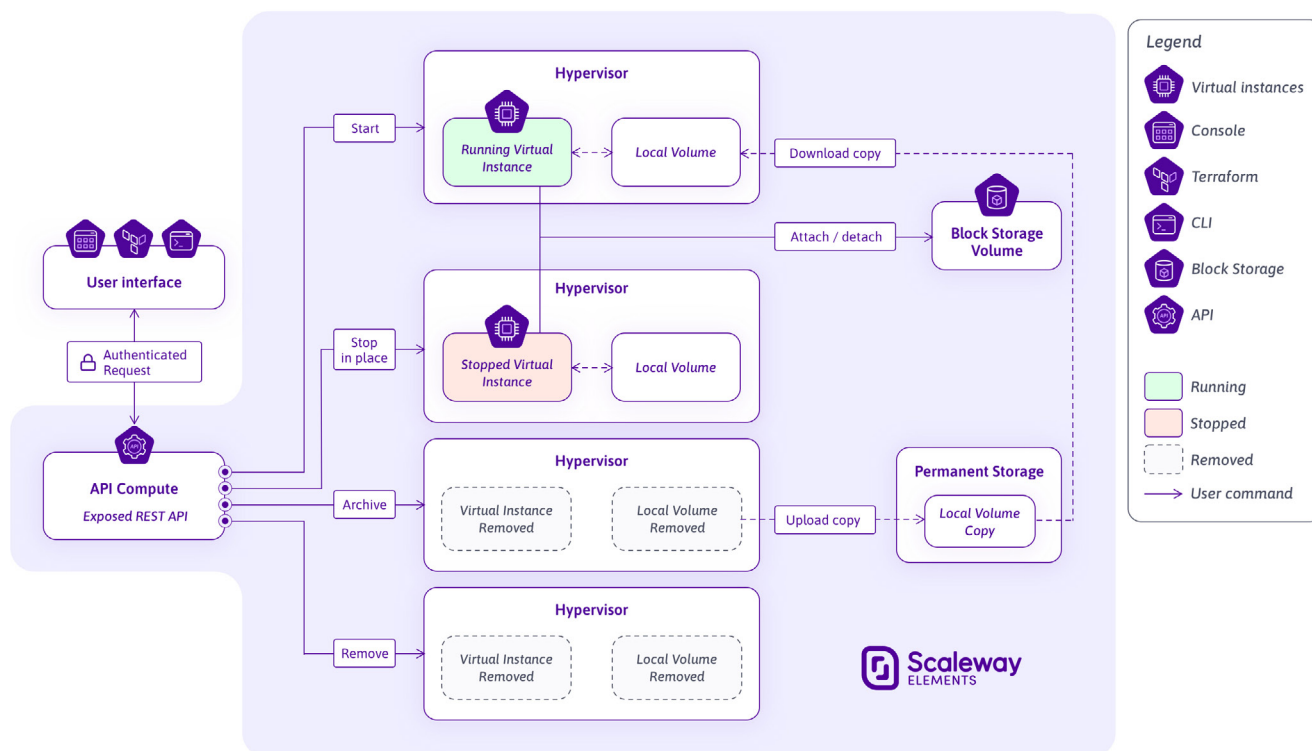 Hypervisor
Start
Running Virtual
Instance
Local Volume
Download copy
Block Storage
Volume
Attach / detach
User interface
Authenticated
Request
Hypervisor
Stop
in place
Stopped Virtual
Instance
Local Volume
API
API Compute
Exposed REST API
Hypervisor
Archive
Virtual Instance
Removed
Local Volume
Removed
Upload copy
Permanent Storage
Local Volume
Copy
Hypervisor
Remove
Virtual Instance
Removed
Local Volume
Removed
Scaleway
ELEMENTS
Legend
Virtual instances
Console
Terraform
CLI
Block Storage
API
API
Running
Stopped
Removed
User command